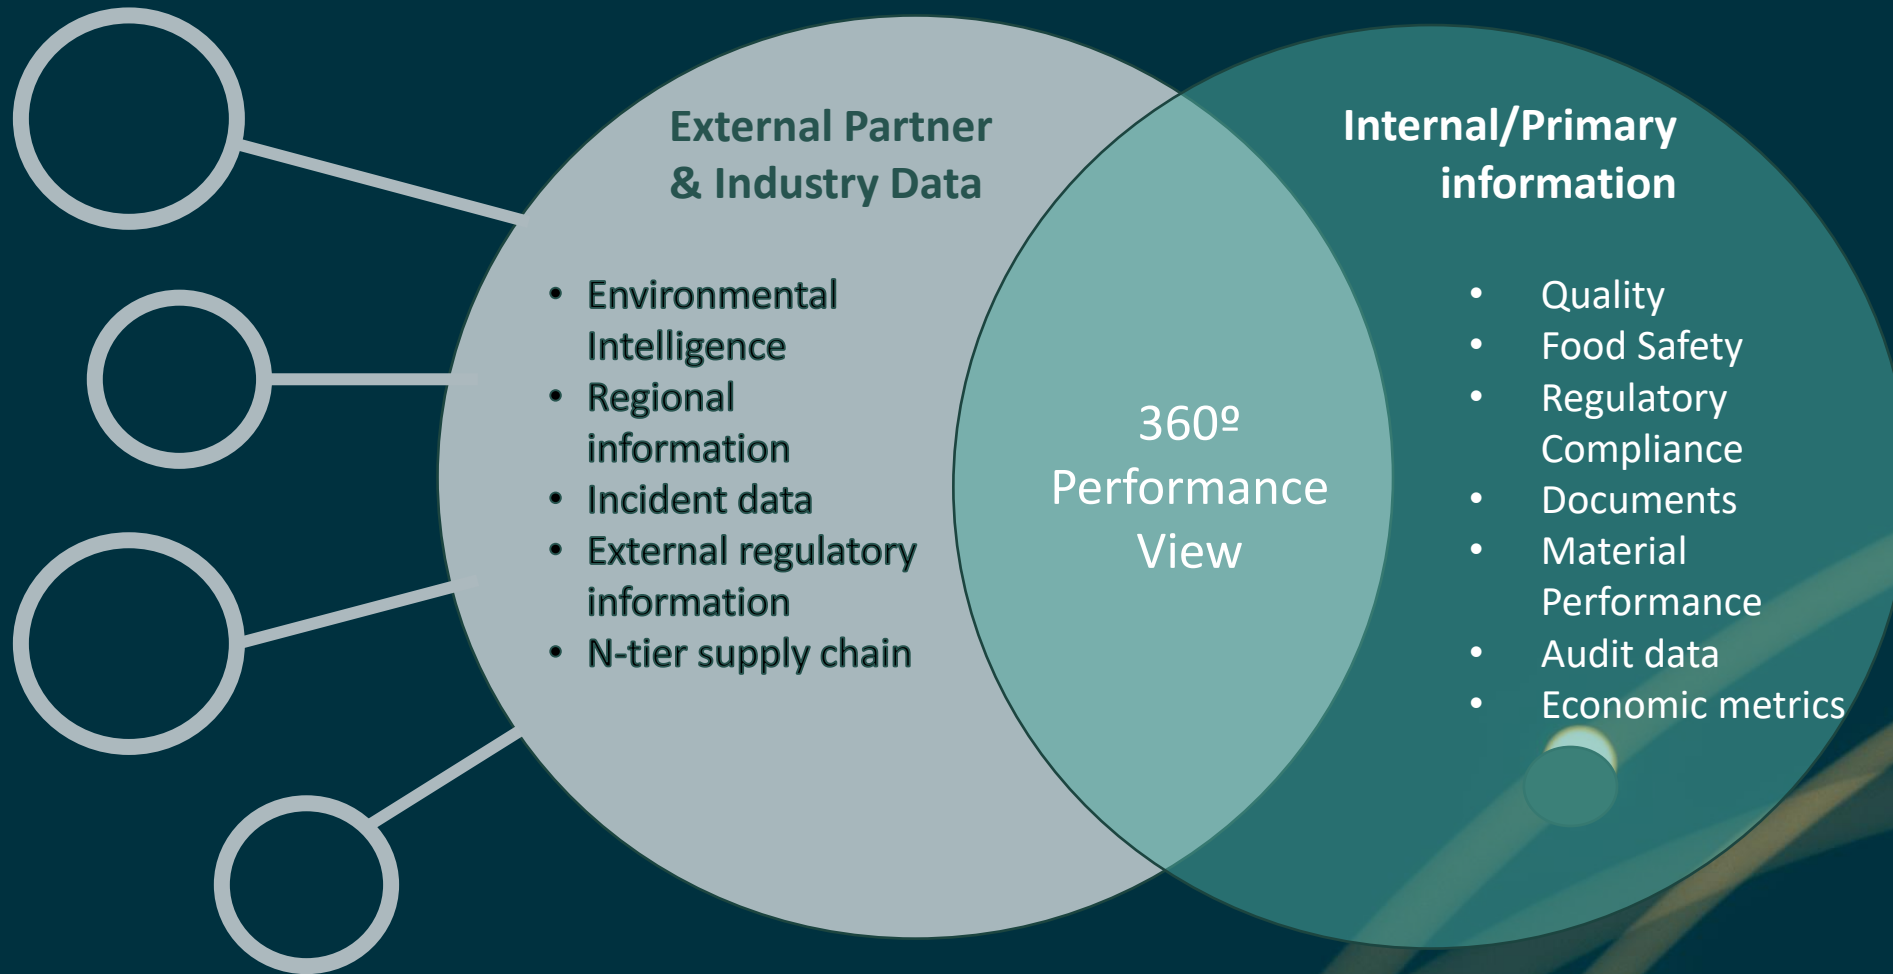 External Partner
& Industry Data
• Environmental
Intelligence
• Regional
information
• Incident data
• External regulatory
information
• N-tier supply chain
360º
Performance
View
Internal/Primary
information
• Quality
• Food Safety
• Regulatory
Compliance
• Documents
• Material
Performance
• Audit data
• Economic metrics